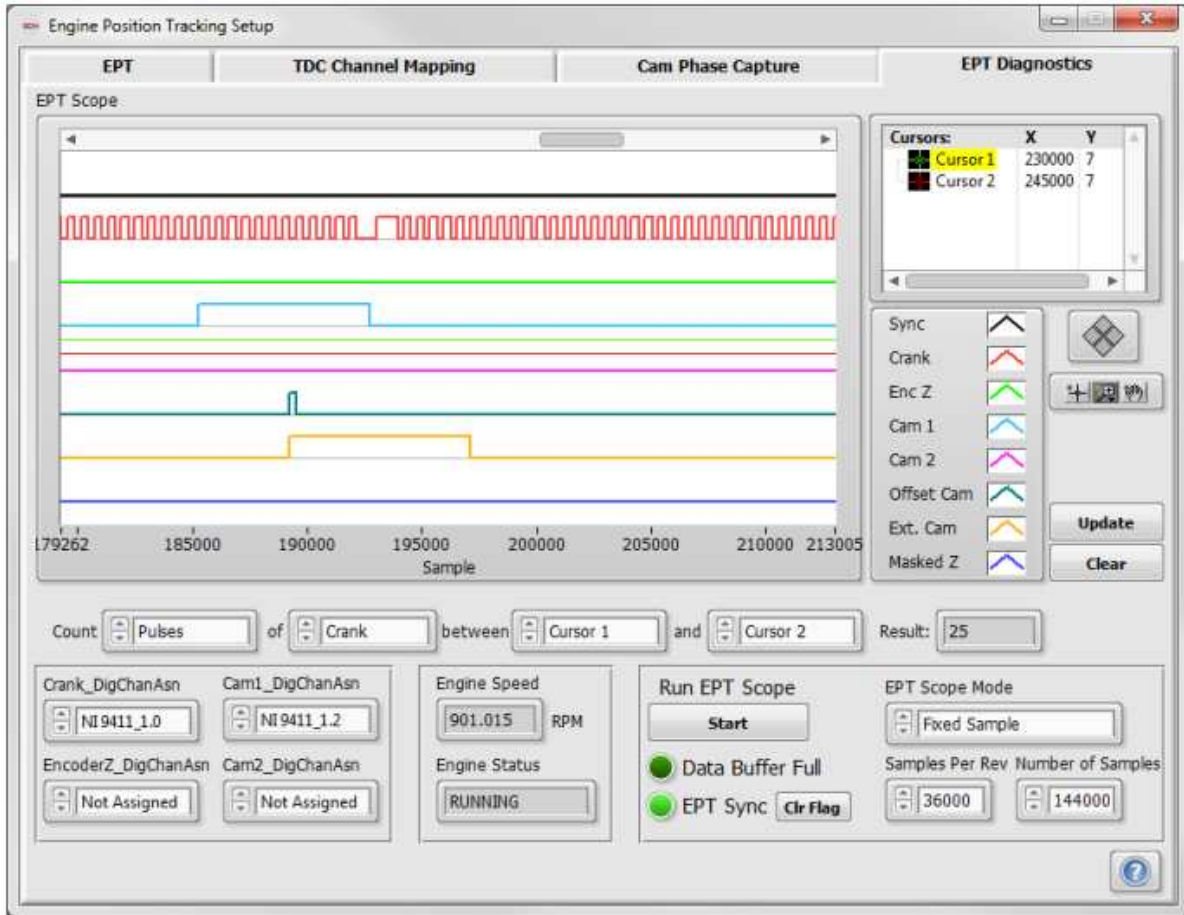 Engine Position Tracking Setup
EPT TDC Channel Mapping Cam Phase Capture EPT Diagnostics
EPT Scope
Cursors: X Y
Cursor 1 230000 7
Cursor 2 245000 7
Sync
Crank
Enc Z
Cam 1
Cam 2
Offset Cam
Ext. Cam
Masked Z
Update
Clear
179262 185000 190000 195000 200000 205000 210000 213005
Sample
Count Pulses of Crank between Cursor 1 and Cursor 2 Result: 25
Crank_DigChanAsn Cam1_DigChanAsn
NI 9411_1.0 NI 9411_1.2
EncoderZ_DigChanAsn Cam2_DigChanAsn
Not Assigned Not Assigned
Engine Speed
901.015 RPM
Engine Status
RUNNING
Run EPT Scope
Start
Data Buffer Full
EPT Sync Clr Flag
EPT Scope Mode
Fixed Sample
Samples Per Rev Number of Samples
36000 144000